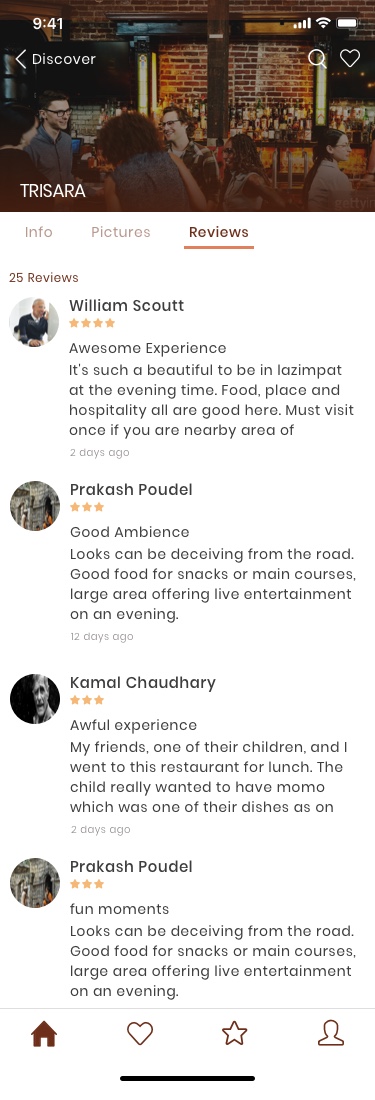 9:41
Discover
TRISARA
Info
Pictures
Reviews
25 Reviews
William Scoutt
Awesome Experience
It's such a beautiful to be in lazimpat
at the evening time. Food, place and
hospitality all are good here. Must visit
once if you are nearby area of
2 days ago
Prakash Poudel
Good Ambience
Looks can be deceiving from the road.
Good food for snacks or main courses,
large area offering live entertainment
on an evening.
12 days ago
Kamal Chaudhary
Awful experience
My friends, one of their children, and I
went to this restaurant for lunch. The
child really wanted to have momo
which was one of their dishes as on
2 days ago
Prakash Poudel
fun moments
Looks can be deceiving from the road.
Good food for snacks or main courses,
large area offering live entertainment
on an evening.